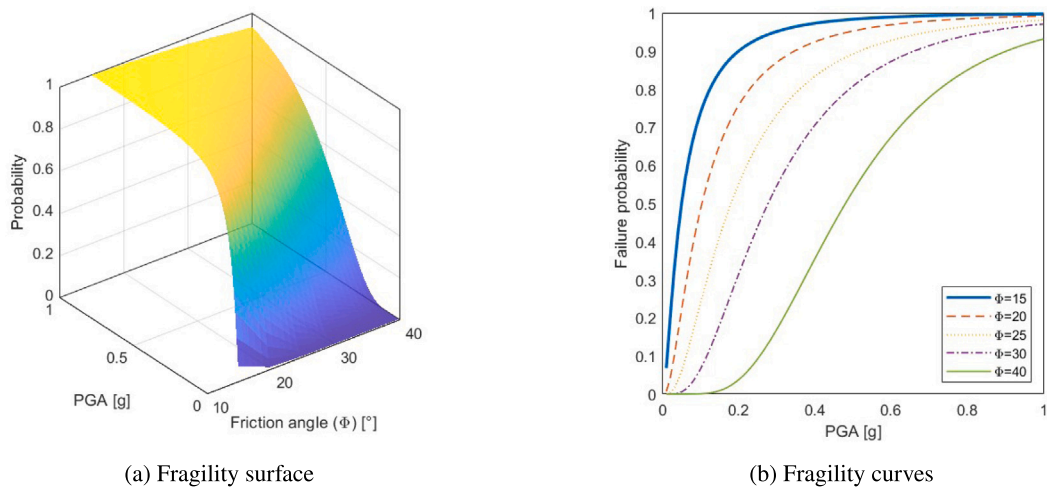 1
0.8
0.6
0.4
0.2
0
Probability
1
0.5
0
PGA [g]
10
20
30
40
Friction angle (Φ) [°]
(a) Fragility surface
1
0.9
0.8
0.7
0.6
0.5
0.4
0.3
0.2
0.1
0
Failure probability
0
0.2
0.4
0.6
0.8
1
PGA [g]
Φ=15
Φ=20
Φ=25
Φ=30
Φ=40
(b) Fragility curves